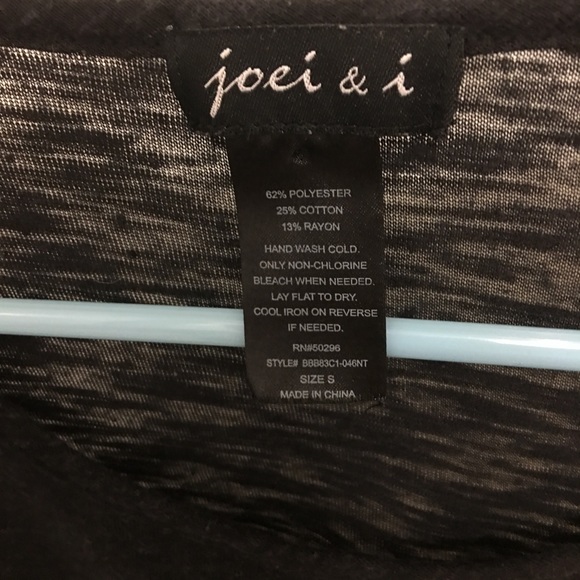 joei & i
62% POLYESTER
25% COTTON
13% RAYON
HAND WASH COLD.
ONLY NON-CHLORINE
BLEACH WHEN NEEDED.
LAY FLAT TO DRY.
COOL IRON ON REVERSE
IF NEEDED.
RN#50296
STYLE# BBB83C1-046NT
SIZE S
MADE IN CHINA